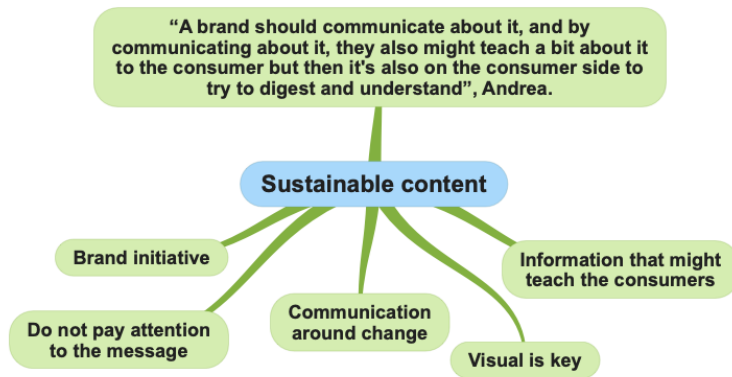 “A brand should communicate about it, and by
communicating about it, they also might teach a bit about it
to the consumer but then it's also on the consumer side to
try to digest and understand”, Andrea.
Sustainable content
Brand initiative
Information that might
teach the consumers
Communication
around change
Do not pay attention
to the message
Visual is key